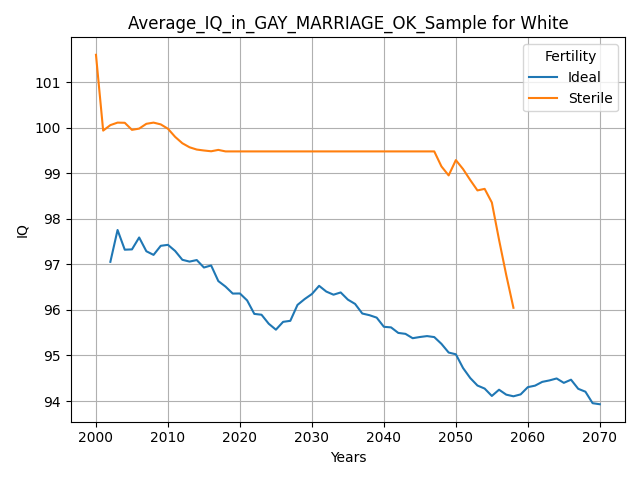 Average_IQ_in_GAY_MARRIAGE_OK_Sample for White
Fertility
Ideal
Sterile
101
100
99
98
97
96
95
94
IQ
2000 2010 2020 2030 2040 2050 2060 2070
Years